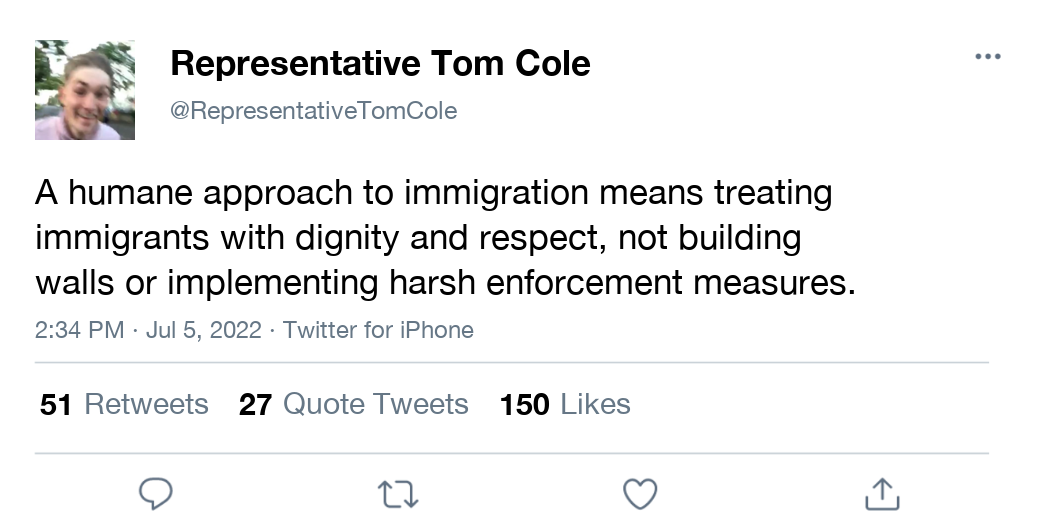 Representative Tom Cole
@RepresentativeTomCole
A humane approach to immigration means treating
immigrants with dignity and respect, not building
walls or implementing harsh enforcement measures.
2:34 PM · Jul 5, 2022 · Twitter for iPhone
51 Retweets 27 Quote Tweets 150 Likes